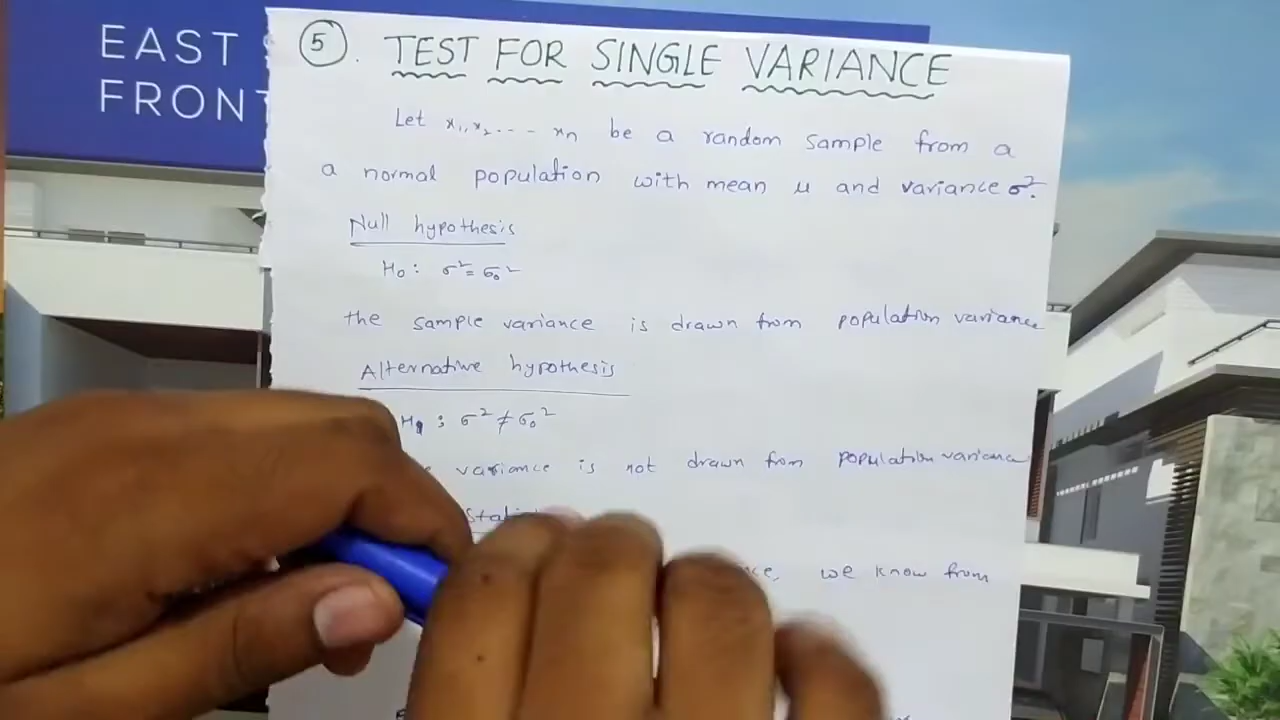 EAST
FRONT
5. TEST FOR SINGLE VARIANCE
Let x₁, x₂ ---- xn be a random sample from a
a normal population with mean μ and variance σ².
Null hypothesis
H₀ : σ² = σ₀²
the sample variance is drawn from population variance
Alternative hypothesis
H₁ : σ² ≠ σ₀²
variance is not drawn from population variance
we know from